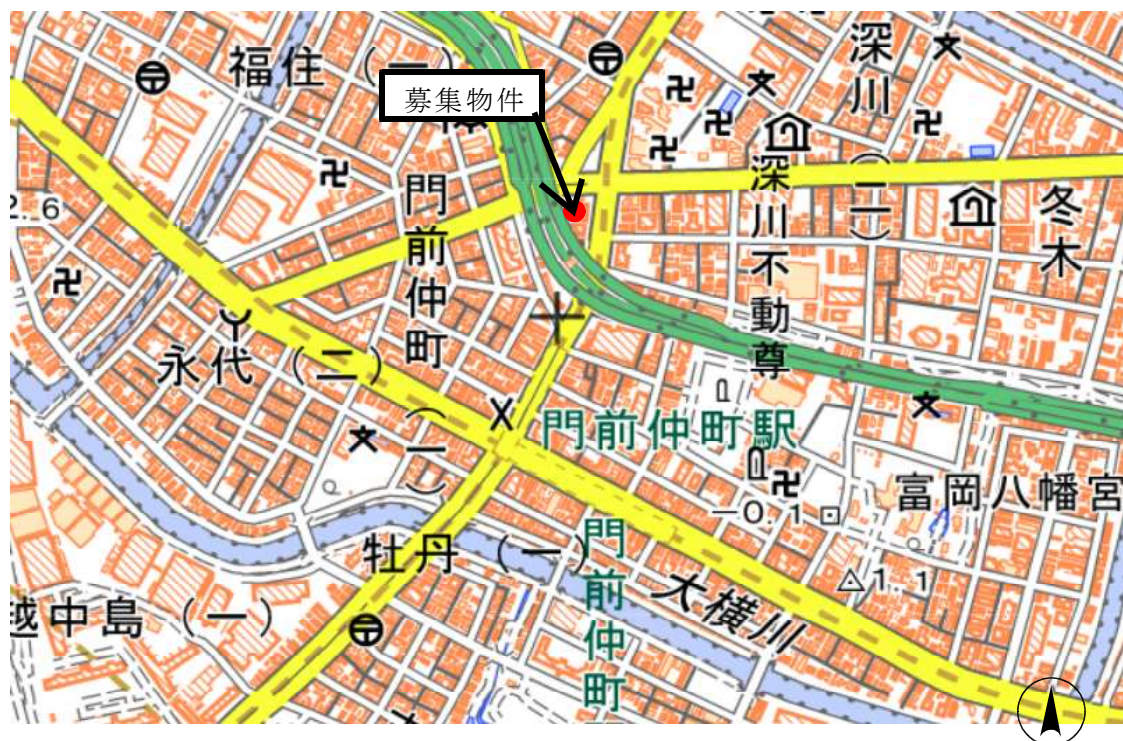 福住(一)
募集物件
深川(二)
門前仲町(一)
深川不動尊
冬木
2.6
永代(二)
門前仲町駅
富岡八幡宮
-0.1
1.1
牡丹(一)
門前仲町
大横川
越中島(一)